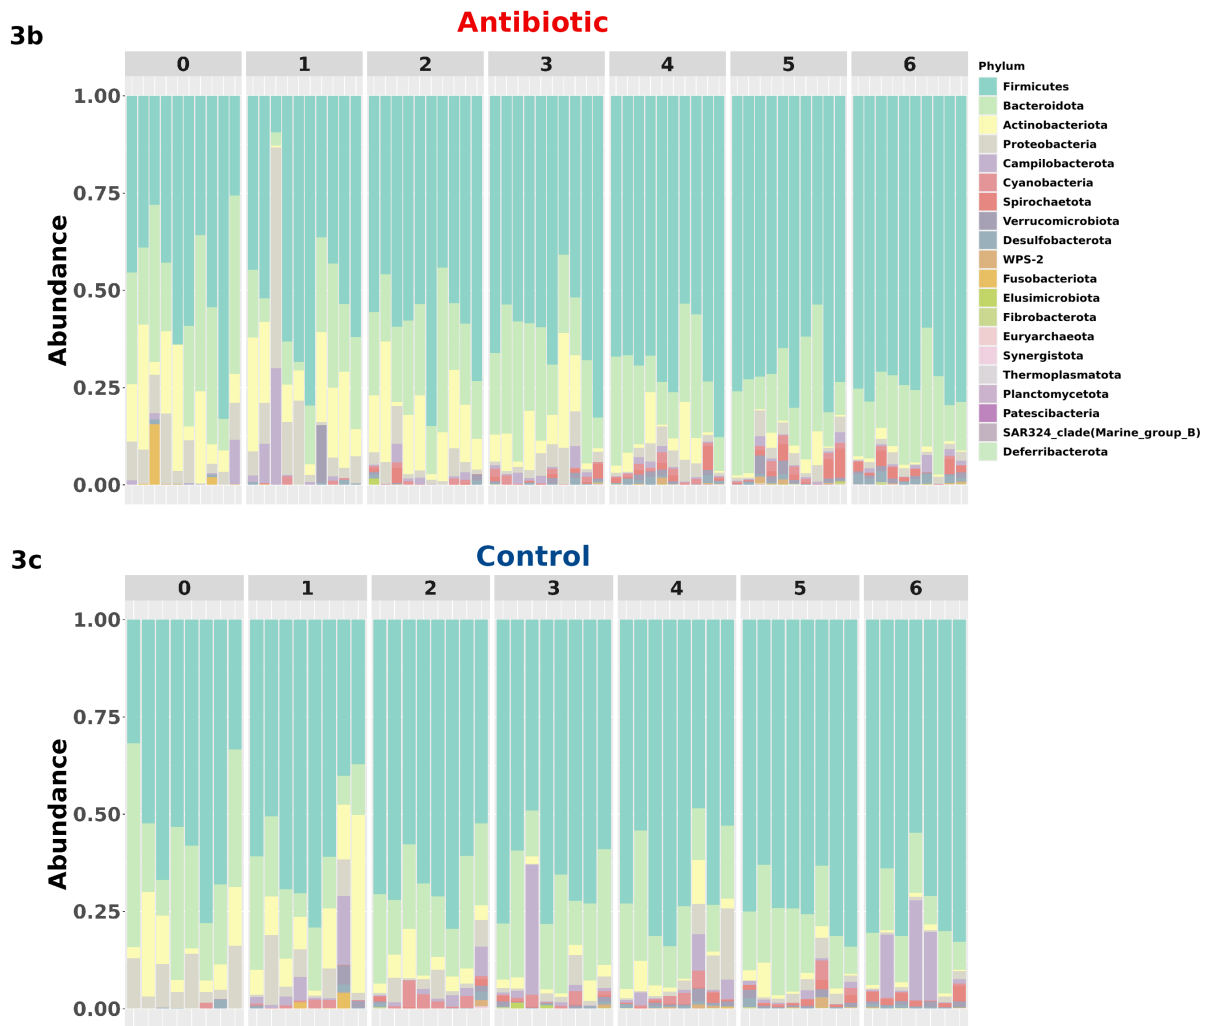 3b
Antibiotic
0 1 2 3 4 5 6
Abundance
1.00
0.75
0.50
0.25
0.00
Phylum
Firmicutes
Bacteroidota
Actinobacteriota
Proteobacteria
Campilobacterota
Cyanobacteria
Spirochaetota
Verrucomicrobiota
Desulfobacterota
WPS-2
Fusobacteriota
Elusimicrobiota
Fibrobacterota
Euryarchaeota
Synergistota
Thermoplasmatota
Planctomycetota
Patescibacteria
SAR324_clade(Marine_group_B)
Deferribacterota
3c
Control
0 1 2 3 4 5 6
Abundance
1.00
0.75
0.50
0.25
0.00